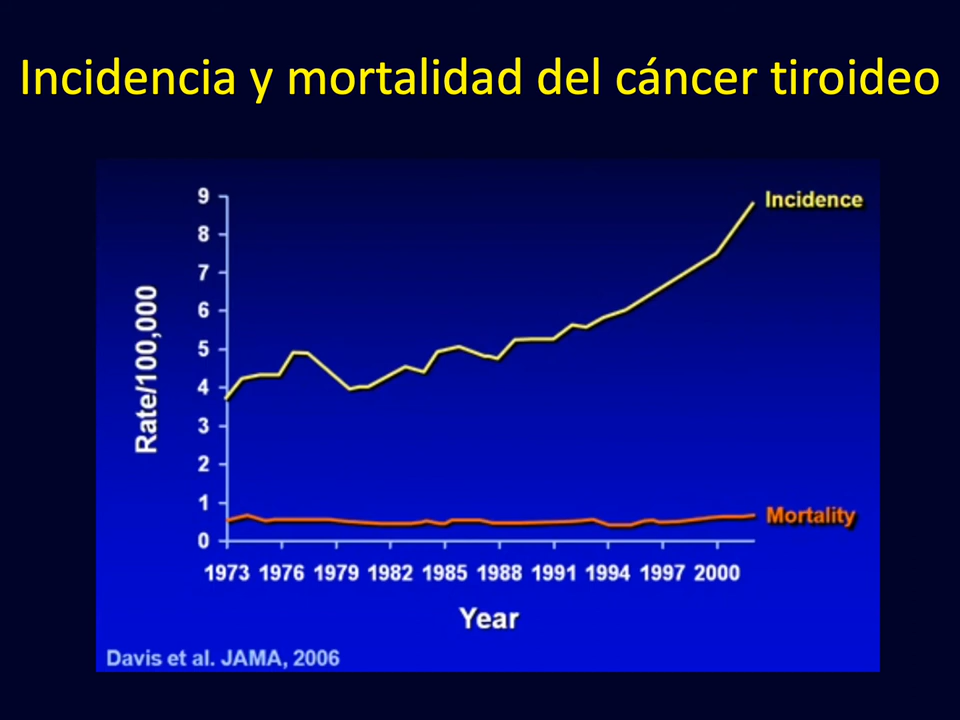 Incidencia y mortalidad del cáncer tiroideo
9
8
7
6
5
4
3
2
1
0
Rate/100,000
Incidence
Mortality
1973 1976 1979 1982 1985 1988 1991 1994 1997 2000
Year
Davis et al. JAMA, 2006